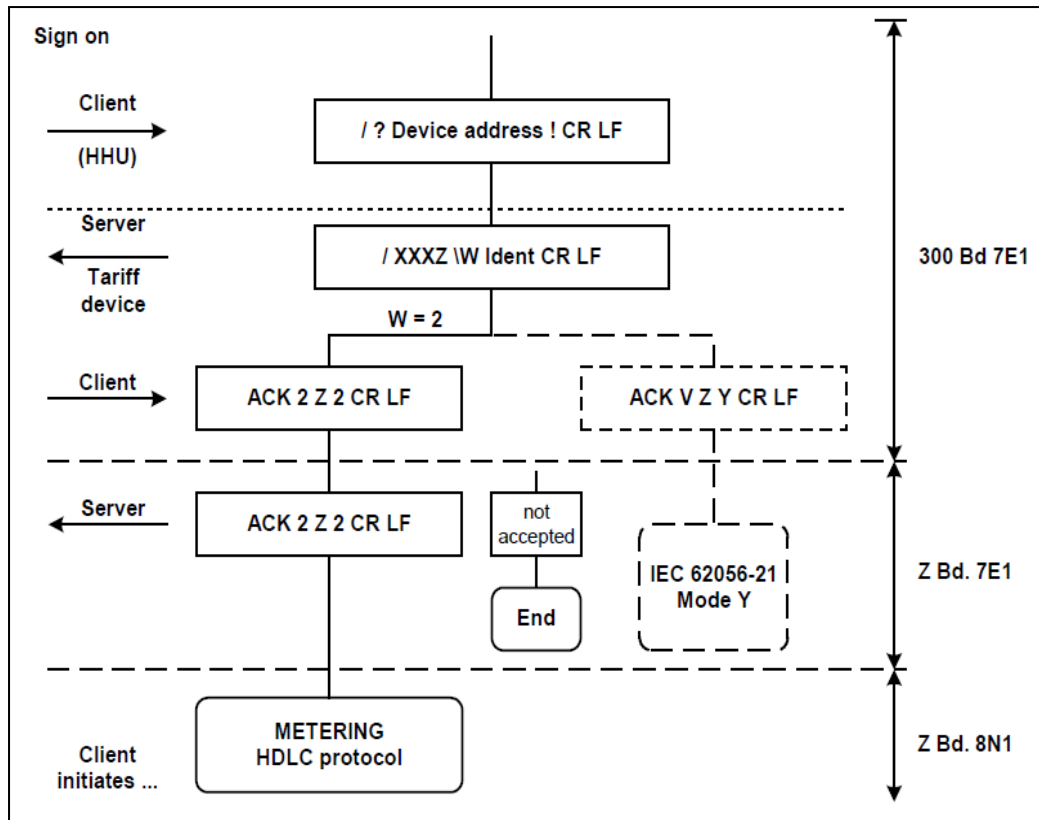 Sign on
Client
(HHU)
/ ? Device address ! CR LF
Server
Tariff
device
/ XXXZ \W Ident CR LF
300 Bd 7E1
W = 2
Client
ACK 2 Z 2 CR LF
ACK V Z Y CR LF
Server
ACK 2 Z 2 CR LF
not
accepted
End
IEC 62056-21
Mode Y
Z Bd. 7E1
Client
initiates ...
METERING
HDLC protocol
Z Bd. 8N1